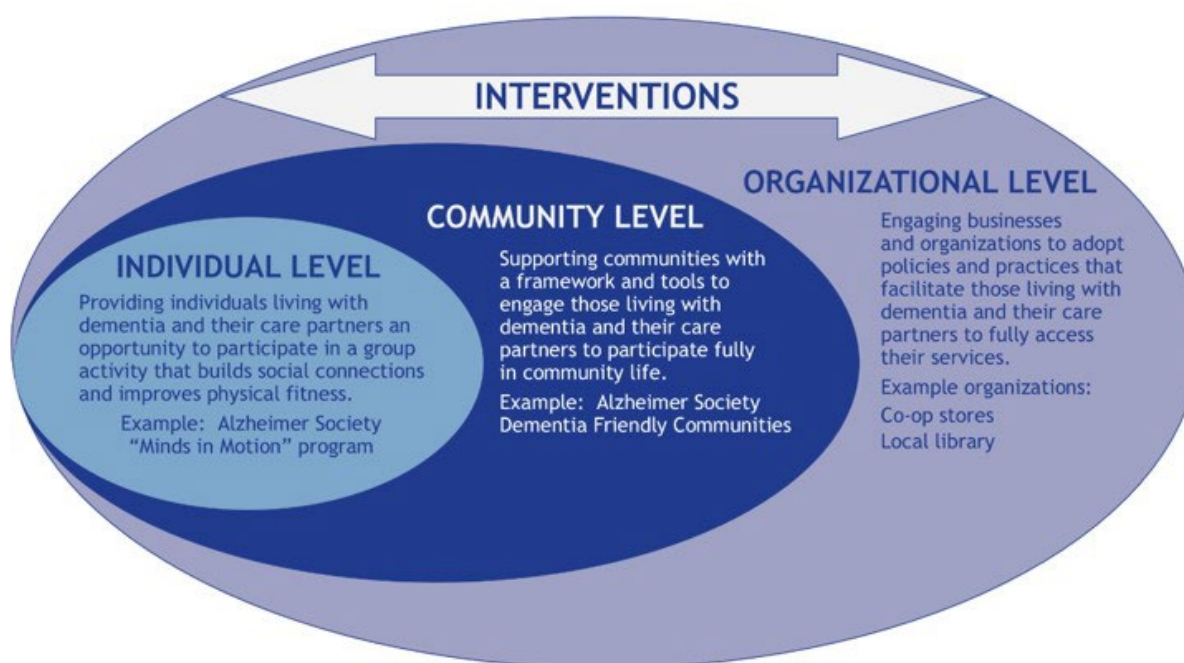 INTERVENTIONS
INDIVIDUAL LEVEL
Providing individuals living with
dementia and their care partners an
opportunity to participate in a group
activity that builds social connections
and improves physical fitness.
Example: Alzheimer Society
“Minds in Motion” program
COMMUNITY LEVEL
Supporting communities with
a framework and tools to
engage those living with
dementia and their care
partners to participate fully
in community life.
Example: Alzheimer Society
Dementia Friendly Communities
ORGANIZATIONAL LEVEL
Engaging businesses
and organizations to adopt
policies and practices that
facilitate those living with
dementia and their care
partners to fully access
their services.
Example organizations:
Co-op stores
Local library